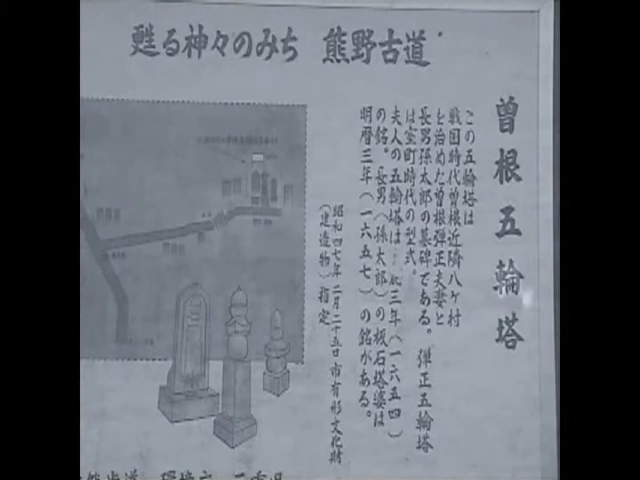 甦る神々のみち 熊野古道
曽根五輪塔
この五輪塔は
戦国時代曽根近隣八ケ村
を治めた曽根弾正夫妻と
長男孫太郎の墓碑である。弾正五輪塔
は室町時代の型式。
夫人の五輪塔は 三年(一六五四)
の銘。長男(孫太郎)の板石塔婆は
明暦三年(一六五七)の銘がある。
昭和四七年二月二十五日市有形文化財
(建造物)指定